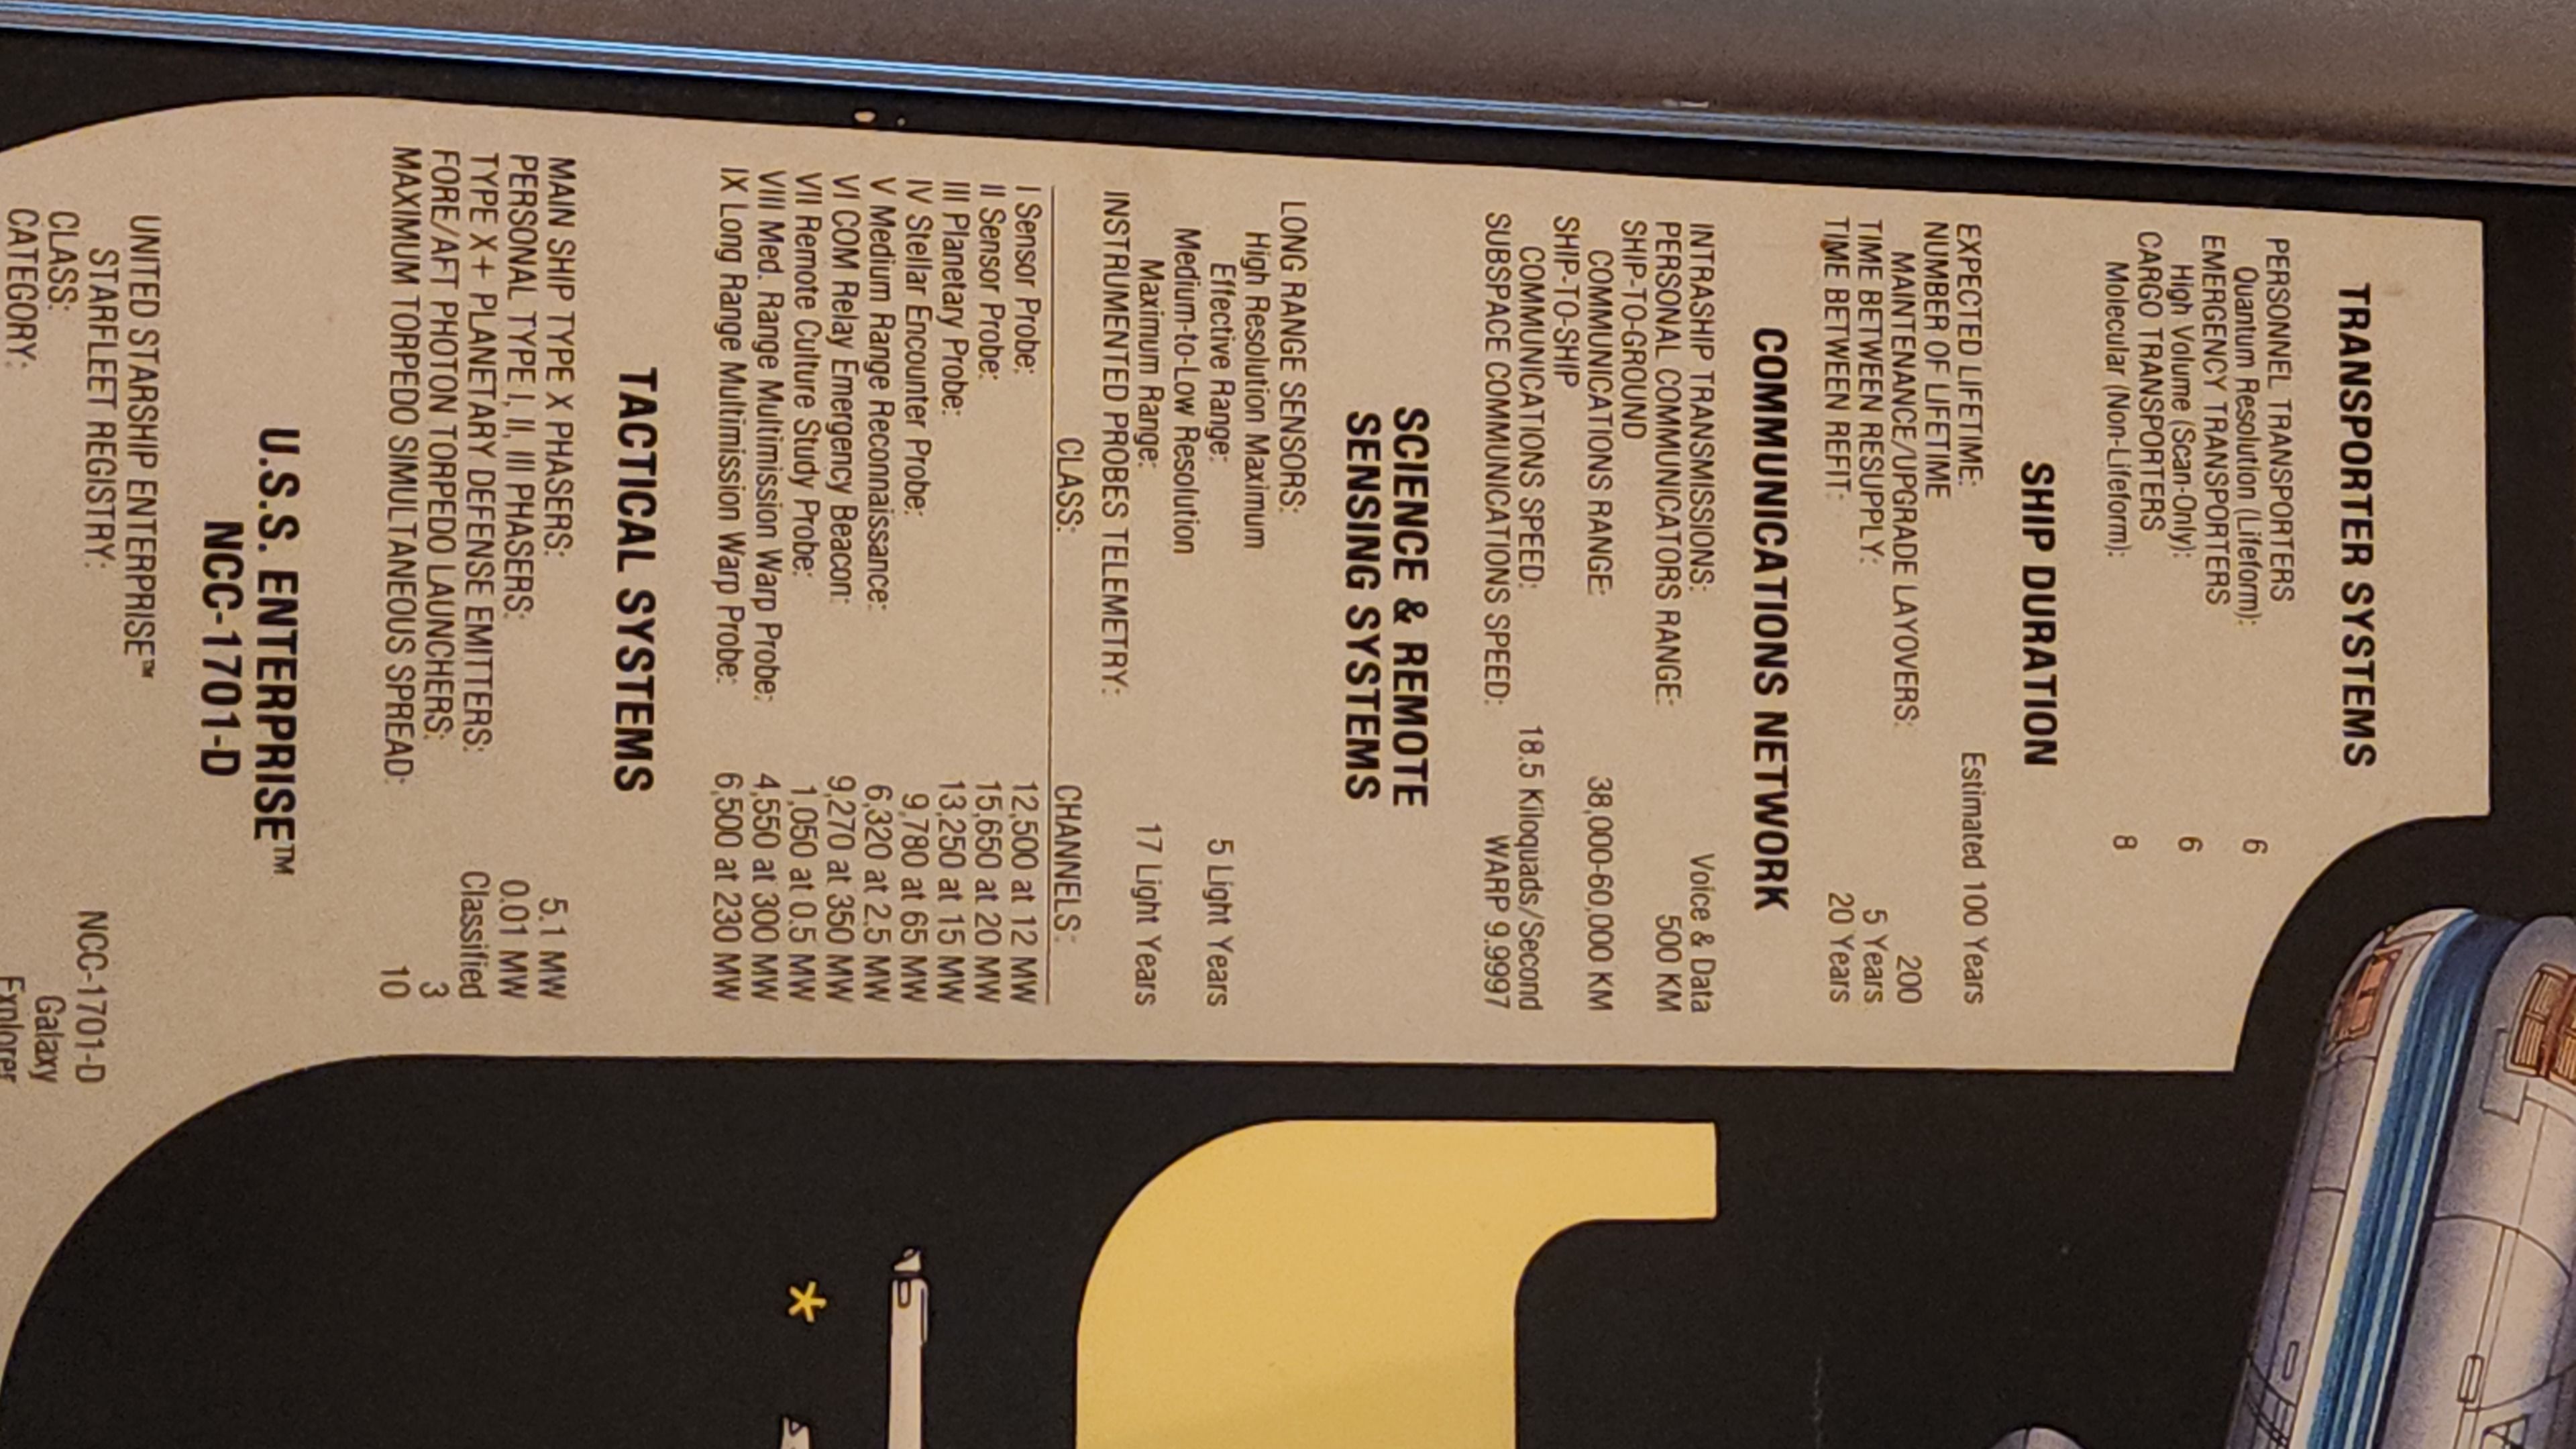 TRANSPORTER SYSTEMS
PERSONNEL TRANSPORTERS
Quantum Resolution (Lifeform): 6
EMERGENCY TRANSPORTERS
High Volume (Scan-Only): 6
CARGO TRANSPORTERS
Molecular (Non-Lifeform): 8
SHIP DURATION
EXPECTED LIFETIME: Estimated 100 Years
NUMBER OF LIFETIME
MAINTENANCE/UPGRADE LAYOVERS: 200
TIME BETWEEN RESUPPLY: 5 Years
TIME BETWEEN REFIT: 20 Years
COMMUNICATIONS NETWORK
INTRASHIP TRANSMISSIONS: Voice & Data
PERSONAL COMMUNICATORS RANGE: 500 KM
SHIP-TO-GROUND
COMMUNICATIONS RANGE: 38,000-60,000 KM
SHIP-TO-SHIP
COMMUNICATIONS SPEED: 18.5 Kiloquads/Second
SUBSPACE COMMUNICATIONS SPEED: WARP 9.9997
SCIENCE & REMOTE
SENSING SYSTEMS
LONG RANGE SENSORS:
High Resolution Maximum
Effective Range: 5 Light Years
Medium-to-Low Resolution
Maximum Range: 17 Light Years
INSTRUMENTED PROBES TELEMETRY:
CLASS: CHANNELS:
I Sensor Probe: 12,500 at 12 MW
II Sensor Probe: 15,650 at 20 MW
III Planetary Probe: 13,250 at 15 MW
IV Stellar Encounter Probe: 9,780 at 65 MW
V Medium Range Reconnaissance: 6,320 at 2.5 MW
VI COM Relay Emergency Beacon: 9,270 at 350 MW
VII Remote Culture Study Probe: 1,050 at 0.5 MW
VIII Med. Range Multimission Warp Probe: 4,550 at 300 MW
IX Long Range Multimission Warp Probe: 6,500 at 230 MW
TACTICAL SYSTEMS
MAIN SHIP TYPE X PHASERS: 5.1 MW
PERSONAL TYPE I, II, III PHASERS: 0.01 MW
TYPE X+ PLANETARY DEFENSE EMITTERS: Classified
FORE/AFT PHOTON TORPEDO LAUNCHERS: 3
MAXIMUM TORPEDO SIMULTANEOUS SPREAD: 10
U.S.S. ENTERPRISE™
NCC-1701-D
UNITED STARSHIP ENTERPRISE™
STARFLEET REGISTRY: NCC-1701-D
CLASS: Galaxy
CATEGORY: Explorer
*